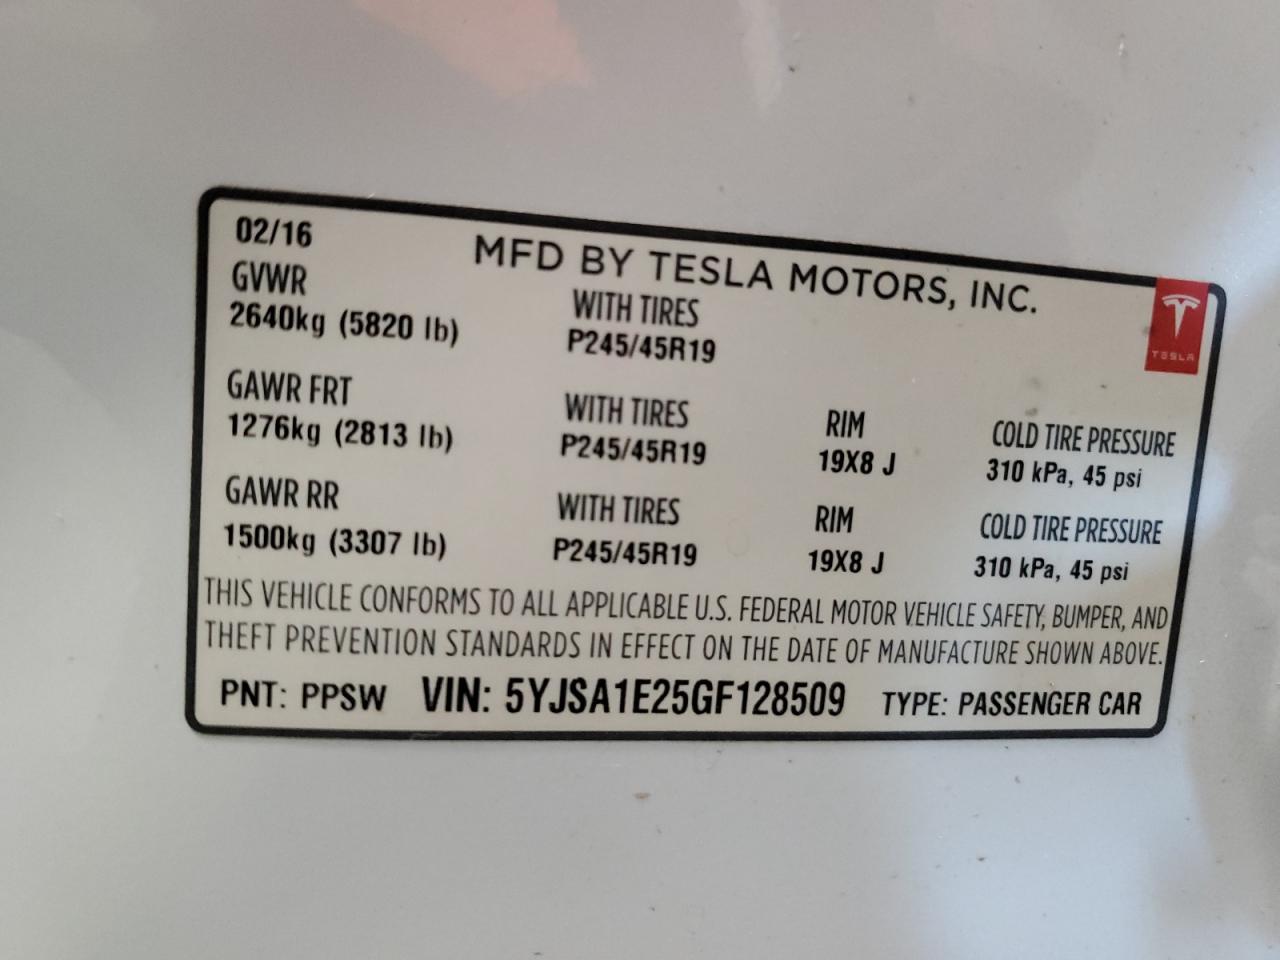 02/16
MFD BY TESLA MOTORS, INC.
TESLA
GVWR
2640kg (5820 lb)
WITH TIRES
P245/45R19
GAWR FRT
1276kg (2813 lb)
WITH TIRES
P245/45R19
RIM
19X8 J
COLD TIRE PRESSURE
310 kPa, 45 psi
GAWR RR
1500kg (3307 lb)
WITH TIRES
P245/45R19
RIM
19X8 J
COLD TIRE PRESSURE
310 kPa, 45 psi
THIS VEHICLE CONFORMS TO ALL APPLICABLE U.S. FEDERAL MOTOR VEHICLE SAFETY, BUMPER, AND
THEFT PREVENTION STANDARDS IN EFFECT ON THE DATE OF MANUFACTURE SHOWN ABOVE.
PNT: PPSW VIN: 5YJSA1E25GF128509 TYPE: PASSENGER CAR